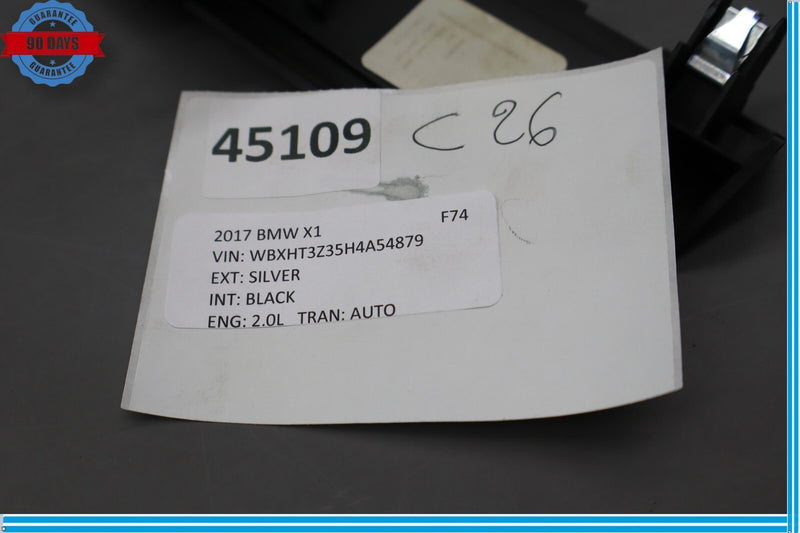 GUARANTEE
90 DAYS
GUARANTEE
45109 C 26
2017 BMW X1 F74
VIN: WBXHT3Z35H4A54879
EXT: SILVER
INT: BLACK
ENG: 2.0L TRAN: AUTO